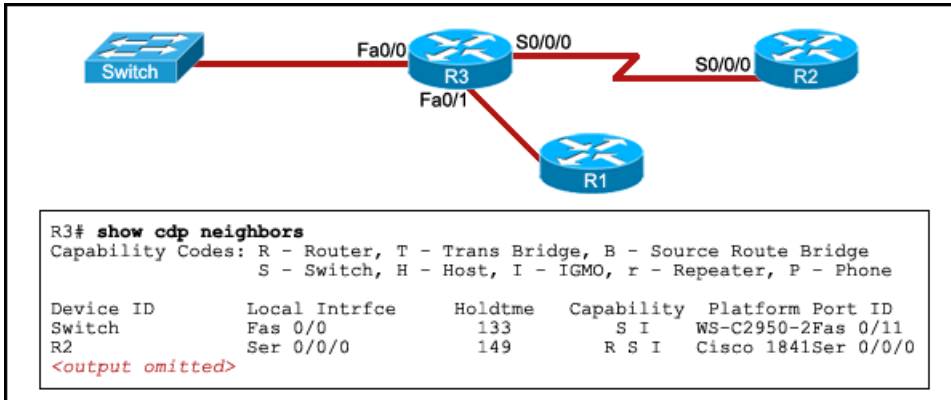 Fa0/0
S0/0/0
Switch
R3
S0/0/0
R2
Fa0/1
R1
R3# show cdp neighbors
Capability Codes: R - Router, T - Trans Bridge, B - Source Route Bridge
S - Switch, H - Host, I - IGMO, r - Repeater, P - Phone
Device ID Local Intrfce Holdtme Capability Platform Port ID
Switch Fas 0/0 133 S I WS-C2950-2Fas 0/11
R2 Ser 0/0/0 149 R S I Cisco 1841Ser 0/0/0
<output omitted>